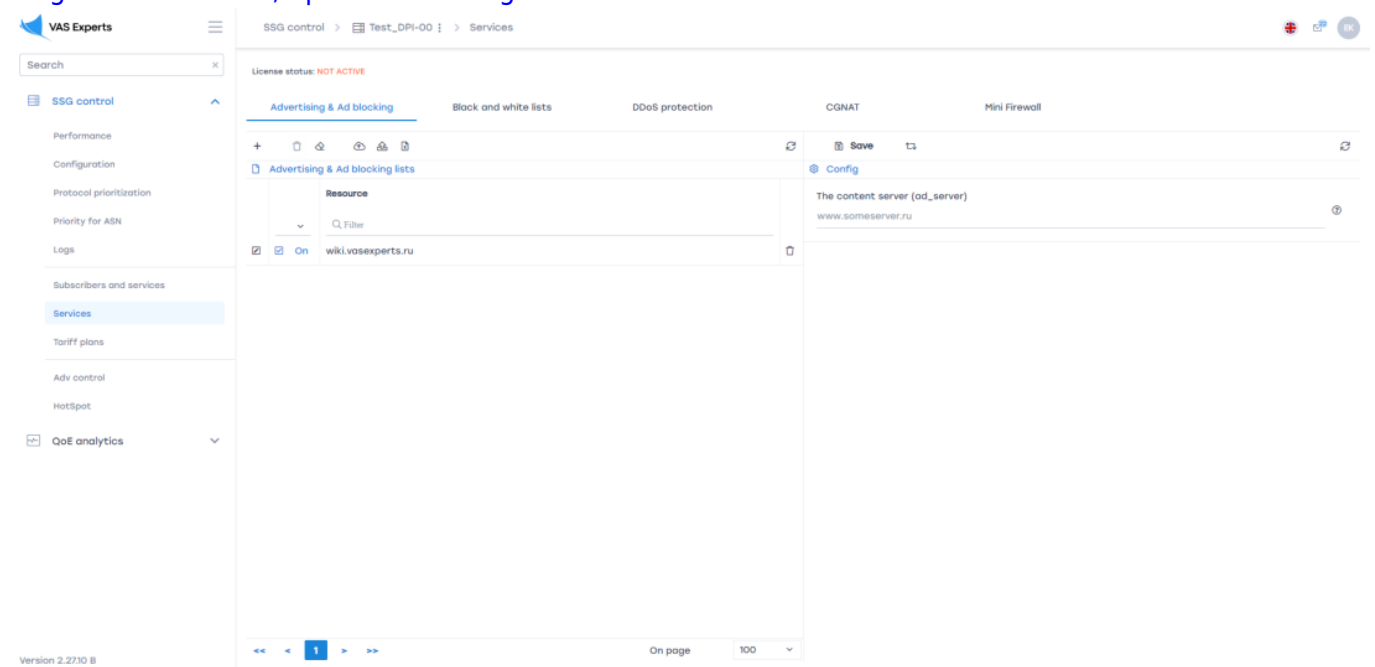 VAS Experts
SSG control > Test_DPI-00 > Services
22
EK
Search
License status: NOT ACTIVE
SSG control
Performance
Configuration
Protocol prioritization
Priority for ASN
Logs
Subscribers and services
Services
Tariff plans
Adv control
HotSpot
QoE analytics
Version 2.27.10 B
Advertising & Ad blocking
Black and white lists
DDoS protection
CGNAT
Mini Firewall
Advertising & Ad blocking lists
Resource
Filter
On wiki.vasexperts.ru
<< < 1 > >>
On page 100
Save
Config
The content server (ad_server)
www.someserver.ru